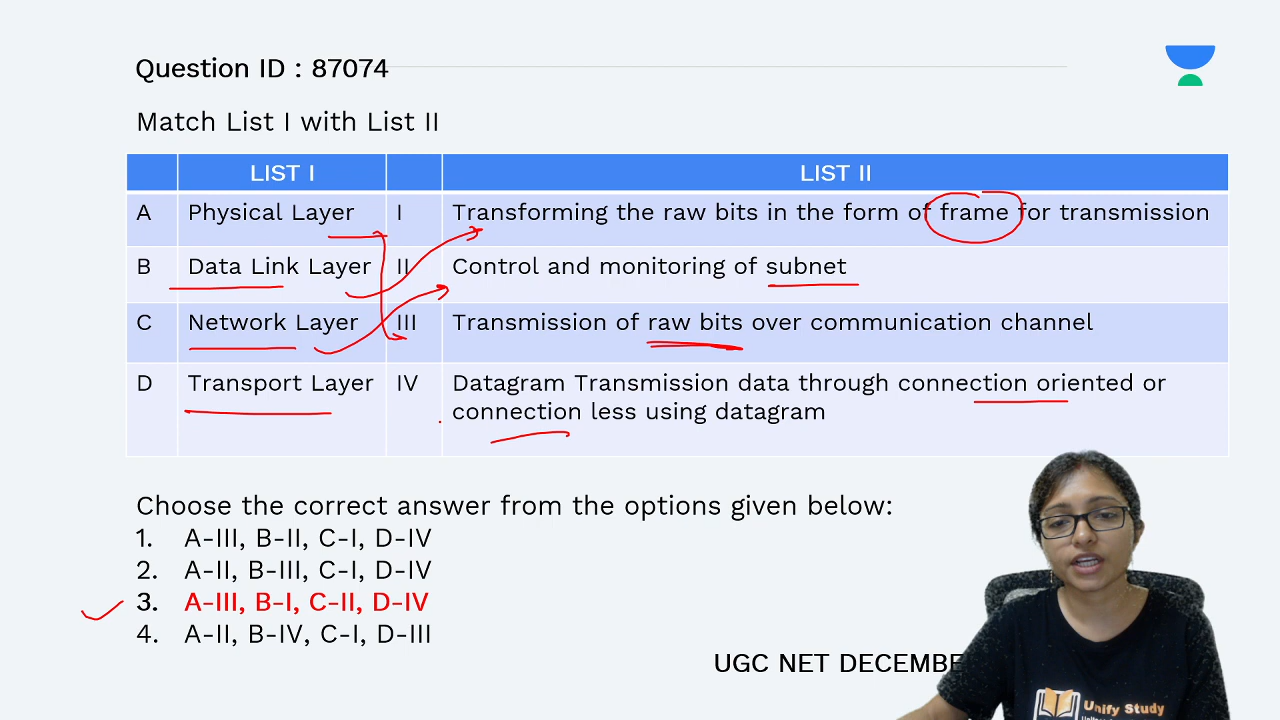 Question ID : 87074
Match List I with List II
LIST I LIST II
A Physical Layer I Transforming the raw bits in the form of frame for transmission
B Data Link Layer II Control and monitoring of subnet
C Network Layer III Transmission of raw bits over communication channel
D Transport Layer IV Datagram Transmission data through connection oriented or
connection less using datagram
Choose the correct answer from the options given below:
1. A-III, B-II, C-I, D-IV
2. A-II, B-III, C-I, D-IV
3. A-III, B-I, C-II, D-IV
4. A-II, B-IV, C-I, D-III
UGC NET DECEMBE
Unify Study